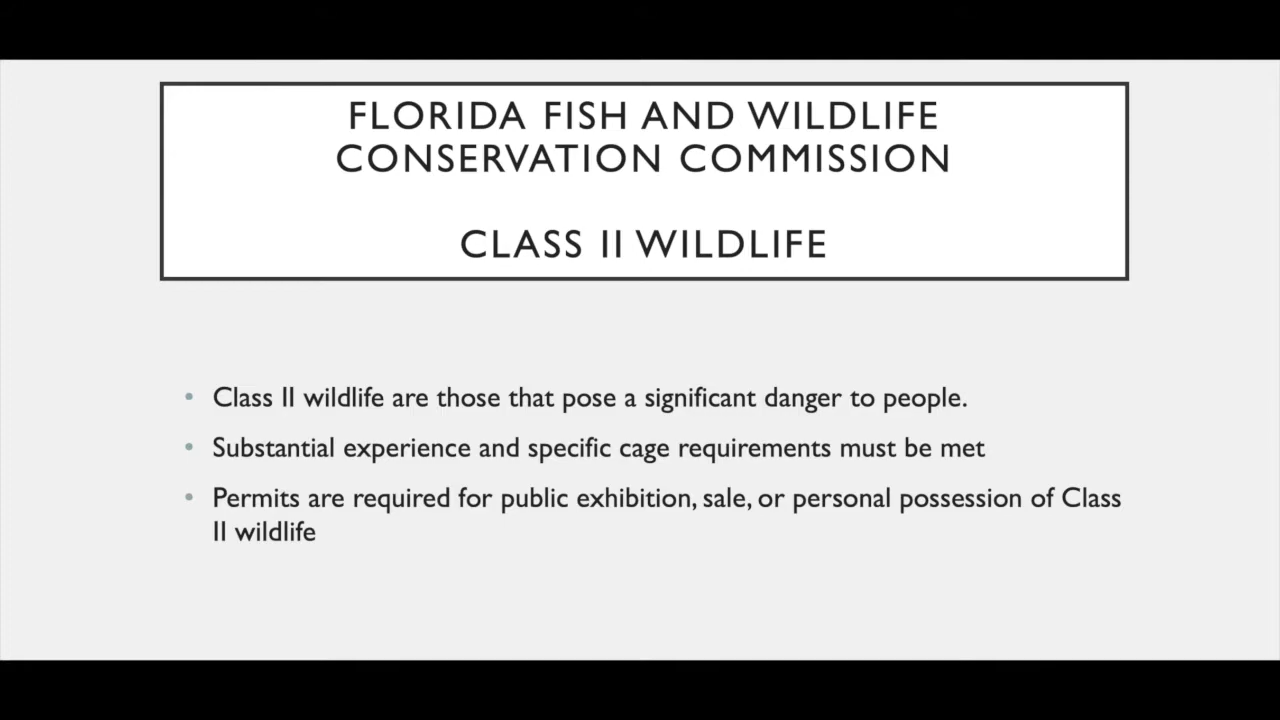 FLORIDA FISH AND WILDLIFE
CONSERVATION COMMISSION
CLASS II WILDLIFE
• Class II wildlife are those that pose a significant danger to people.
• Substantial experience and specific cage requirements must be met
• Permits are required for public exhibition, sale, or personal possession of Class
II wildlife